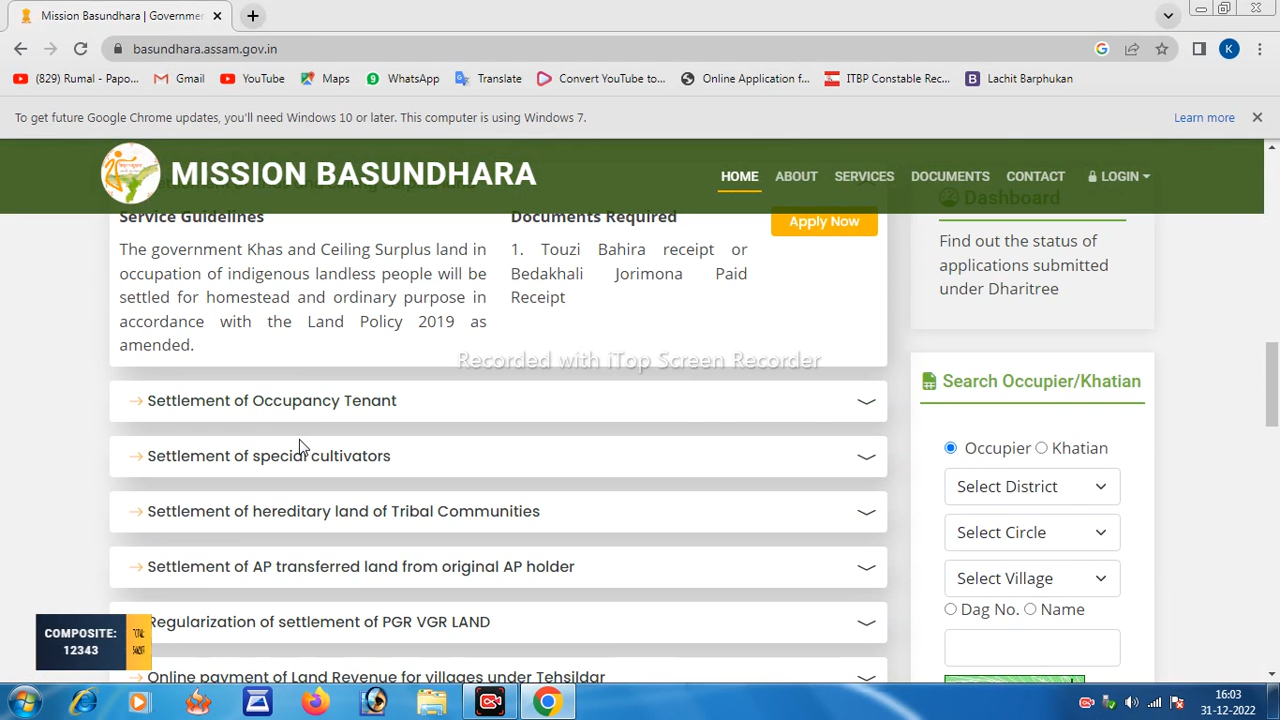 Mission Basundhara | Governmer
basundhara.assam.gov.in
(829) Rumal - Papo...
Gmail
YouTube
Maps
WhatsApp
Translate
Convert YouTube to...
Online Application f...
ITBP Constable Rec...
Lachit Barphukan
To get future Google Chrome updates, you'll need Windows 10 or later. This computer is using Windows 7.
Learn more
MISSION BASUNDHARA
HOME
ABOUT
SERVICES
DOCUMENTS
CONTACT
LOGIN
Service Guidelines
The government Khas and Ceiling Surplus land in
occupation of indigenous landless people will be
settled for homestead and ordinary purpose in
accordance with the Land Policy 2019 as
amended.
Documents Required
1. Touzi Bahira receipt or
Bedakhali Jorimona Paid
Receipt
Apply Now
Recorded with iTop Screen Recorder
Settlement of Occupancy Tenant
Settlement of special cultivators
Settlement of hereditary land of Tribal Communities
Settlement of AP transferred land from original AP holder
Regularization of settlement of PGR VGR LAND
Online payment of Land Revenue for villages under Tehsildar
Dashboard
Find out the status of
applications submitted
under Dharitree
Search Occupier/Khatian
Occupier Khatian
Select District
Select Circle
Select Village
Dag No. Name
COMPOSITE:
12343
K
16:03
31-12-2022